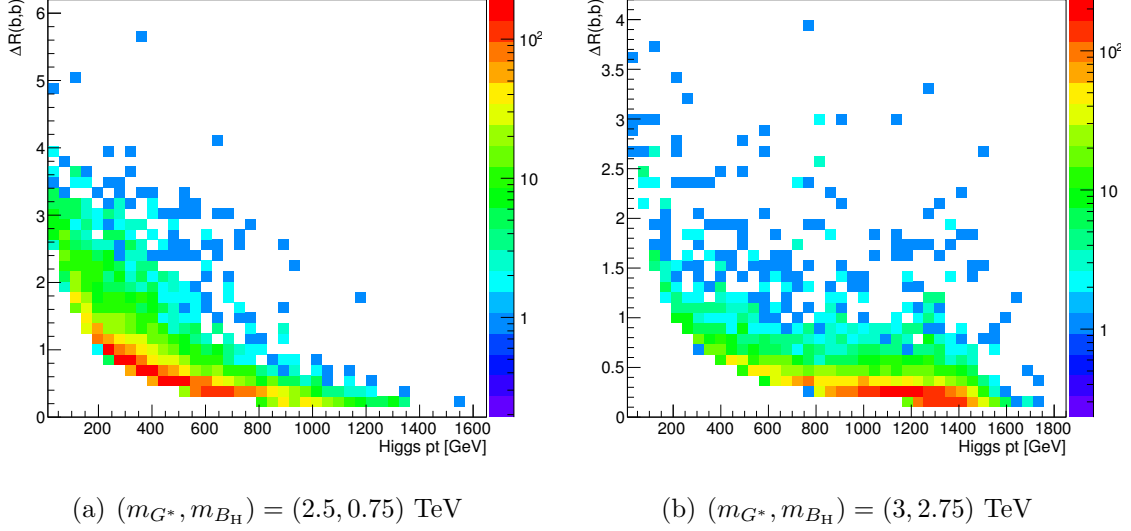 ΔR(b,b)
6
5
4
3
2
1
0
200 400 600 800 1000 1200 1400 1600
Higgs pt [GeV]
10²
10
1
ΔR(b,b)
4
3.5
3
2.5
2
1.5
1
0.5
0
200 400 600 800 1000 1200 1400 1600 1800
Higgs pt [GeV]
10²
10
1
(a) (m_{G*}, m_{B_H}) = (2.5, 0.75) TeV
(b) (m_{G*}, m_{B_H}) = (3, 2.75) TeV